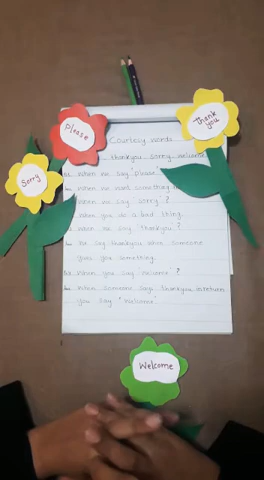 Please
Thank
you
Sorry
Courtesy words
thankyou sorry welcome
when we say please
When we want something
when we say sorry ?
when you do a bad thing
when we say thankyou ?
We say thankyou when someone
gives you something.
When you say welcome ?
When someone says thankyou in return
you say "Welcome"
Welcome